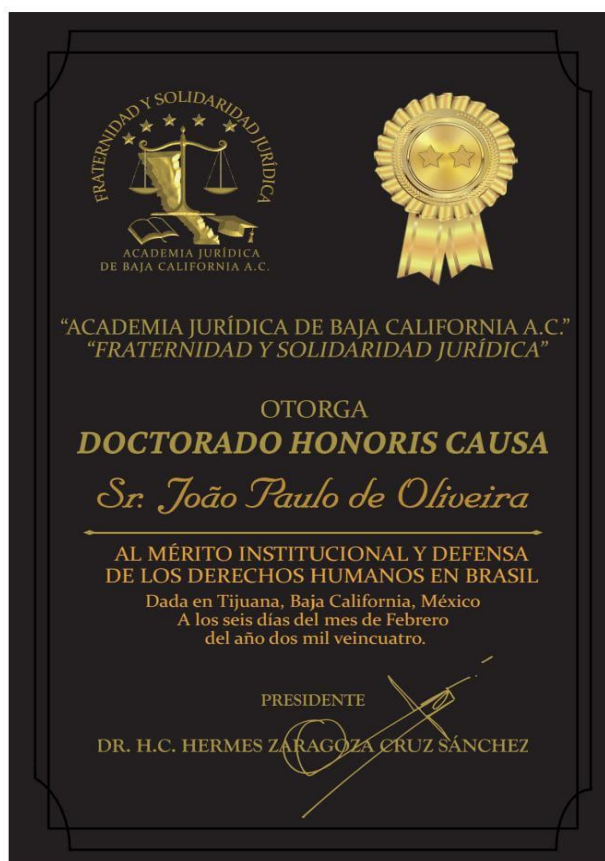 FRATERNIDAD Y SOLIDARIDAD JURÍDICA
ACADEMIA JURÍDICA
DE BAJA CALIFORNIA A.C.
“ACADEMIA JURÍDICA DE BAJA CALIFORNIA A.C.”
“FRATERNIDAD Y SOLIDARIDAD JURÍDICA”
OTORGA
DOCTORADO HONORIS CAUSA
Sr. João Paulo de Oliveira
AL MÉRITO INSTITUCIONAL Y DEFENSA
DE LOS DERECHOS HUMANOS EN BRASIL
Dada en Tijuana, Baja California, México
A los seis días del mes de Febrero
del año dos mil veincuatro.
PRESIDENTE
DR. H.C. HERMES ZARAGOZA CRUZ SÁNCHEZ